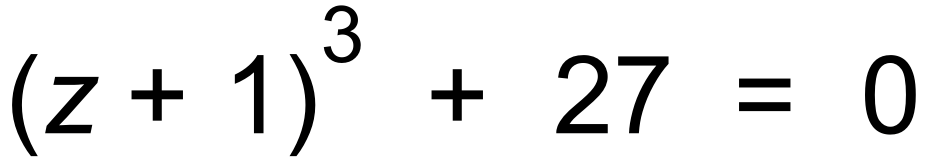 (z + 1)³ + 27 = 0